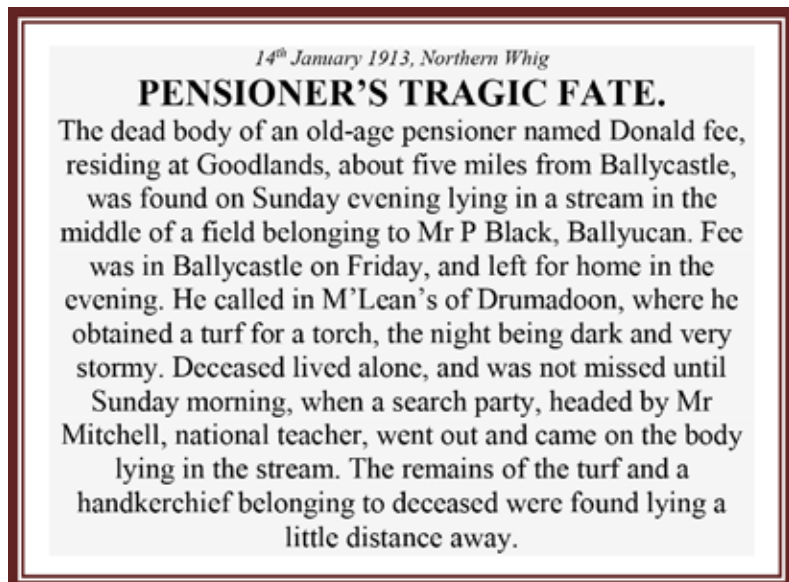 14th January 1913, Northern Whig
PENSIONER'S TRAGIC FATE.
The dead body of an old-age pensioner named Donald fee,
residing at Goodlands, about five miles from Ballycastle,
was found on Sunday evening lying in a stream in the
middle of a field belonging to Mr P Black, Ballyucan. Fee
was in Ballycastle on Friday, and left for home in the
evening. He called in M'Lean's of Drumadoon, where he
obtained a turf for a torch, the night being dark and very
stormy. Deceased lived alone, and was not missed until
Sunday morning, when a search party, headed by Mr
Mitchell, national teacher, went out and came on the body
lying in the stream. The remains of the turf and a
handkerchief belonging to deceased were found lying a
little distance away.